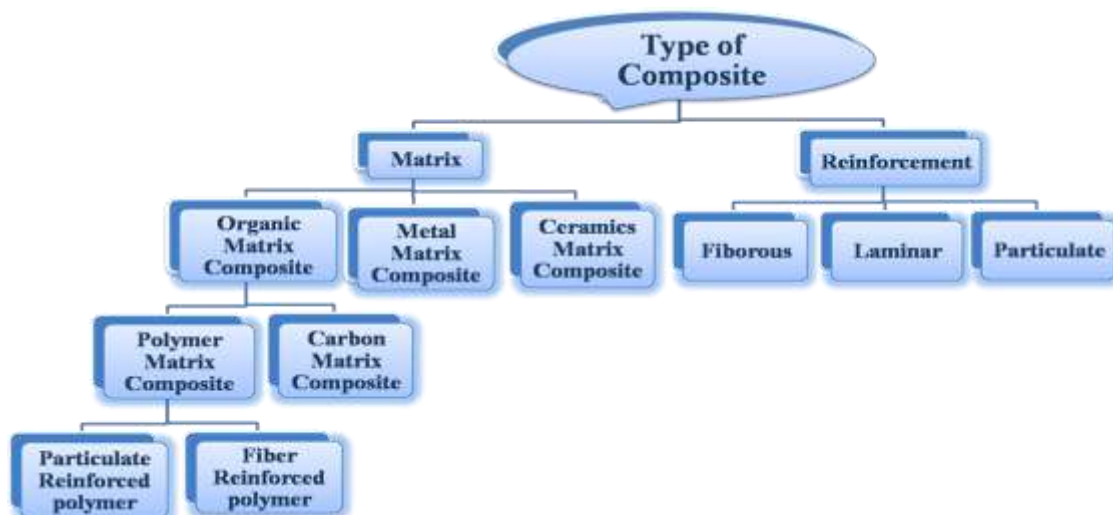 Type of
Composite
Matrix
Reinforcement
Organic
Matrix
Composite
Metal
Matrix
Composite
Ceramics
Matrix
Composite
Fiborous
Laminar
Particulate
Polymer
Matrix
Composite
Carbon
Matrix
Composite
Particulate
Reinforced
polymer
Fiber
Reinforced
polymer